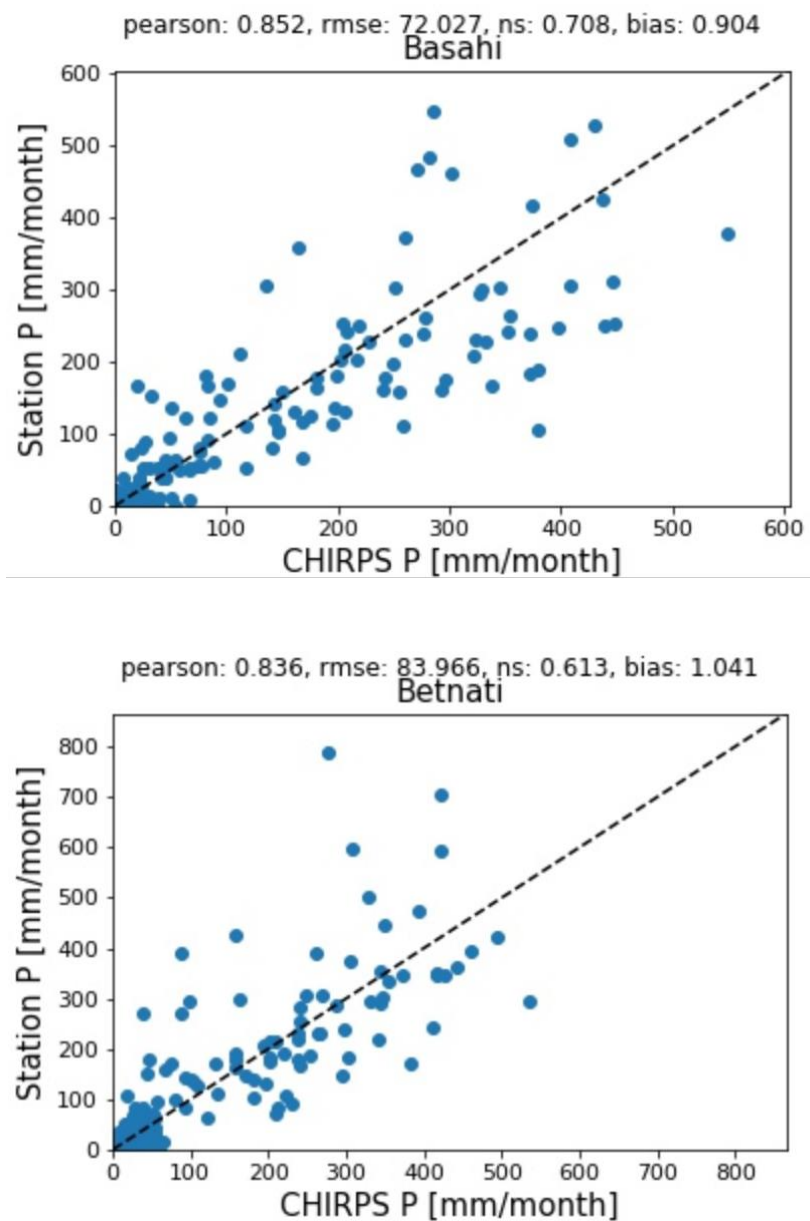 pearson: 0.852, rmse: 72.027, ns: 0.708, bias: 0.904
Basahi
600
500
400
300
200
100
0
Station P [mm/month]
0 100 200 300 400 500 600
CHIRPS P [mm/month]
pearson: 0.836, rmse: 83.966, ns: 0.613, bias: 1.041
Betnati
800
700
600
500
400
300
200
100
0
Station P [mm/month]
0 100 200 300 400 500 600 700 800
CHIRPS P [mm/month]